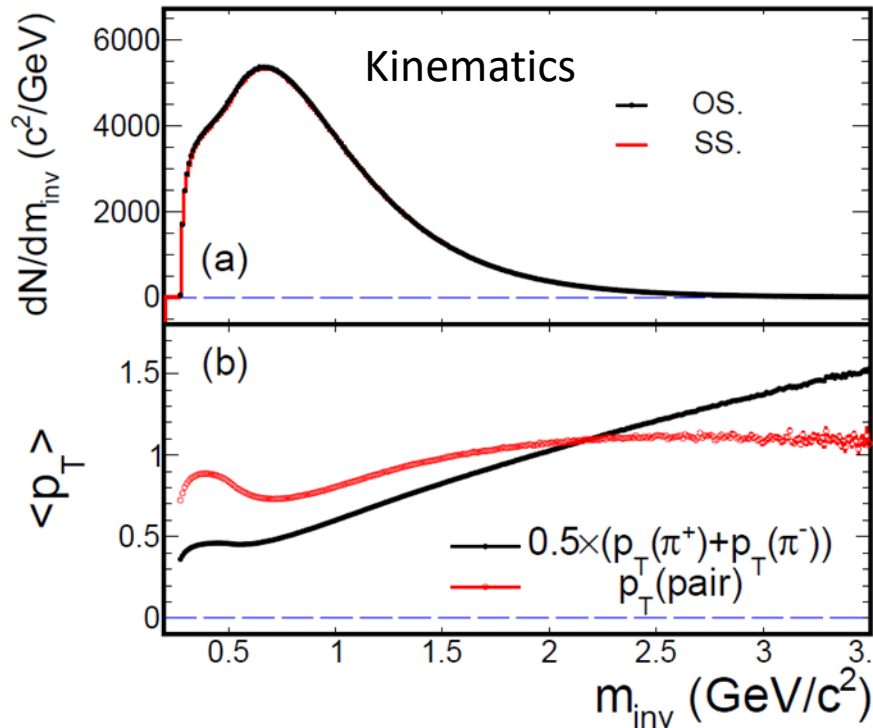 Kinematics
6000
4000
2000
0
dN/dm_inv (c²/GeV)
OS.
SS.
(a)
(b)
1.5
1
0.5
0
<p_T>
0.5×(p_T(π⁺)+p_T(π⁻))
p_T(pair)
0.5 1 1.5 2 2.5 3 3.
m_inv (GeV/c²)